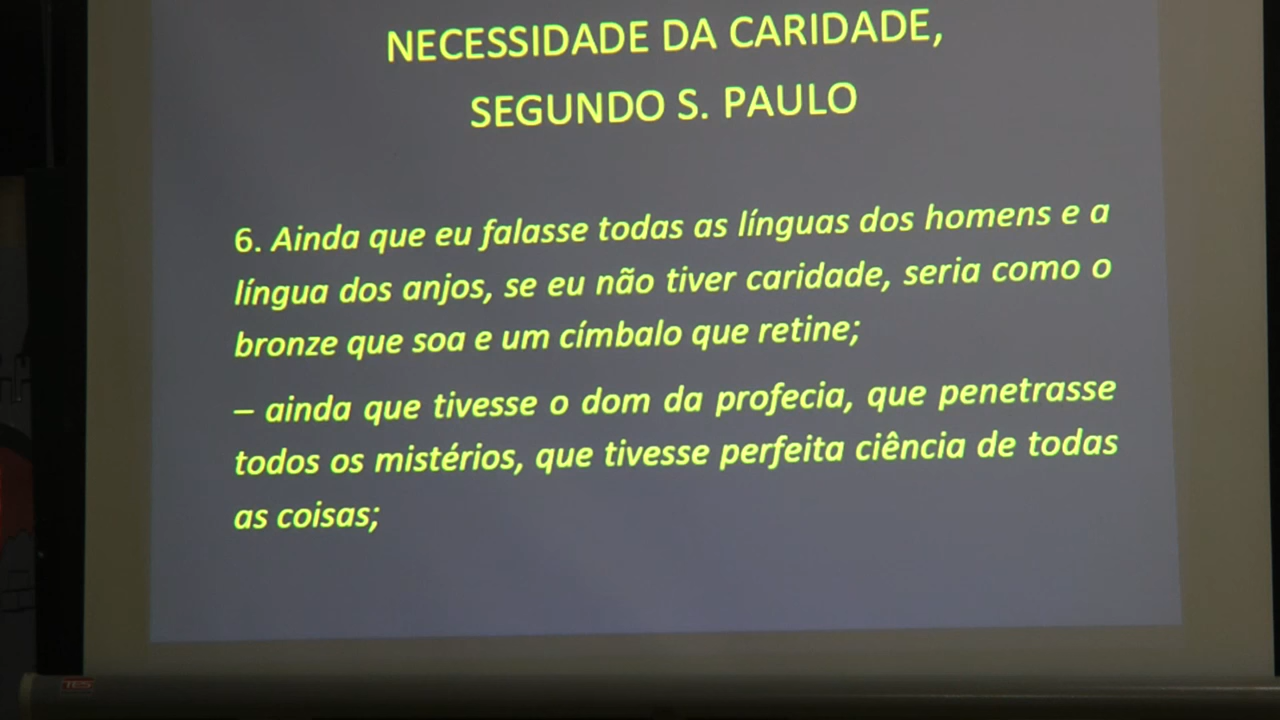 NECESSIDADE DA CARIDADE,
SEGUNDO S. PAULO
6. Ainda que eu falasse todas as línguas dos homens e a
língua dos anjos, se eu não tiver caridade, seria como o
bronze que soa e um címbalo que retine;
– ainda que tivesse o dom da profecia, que penetrasse
todos os mistérios, que tivesse perfeita ciência de todas
as coisas;
TES